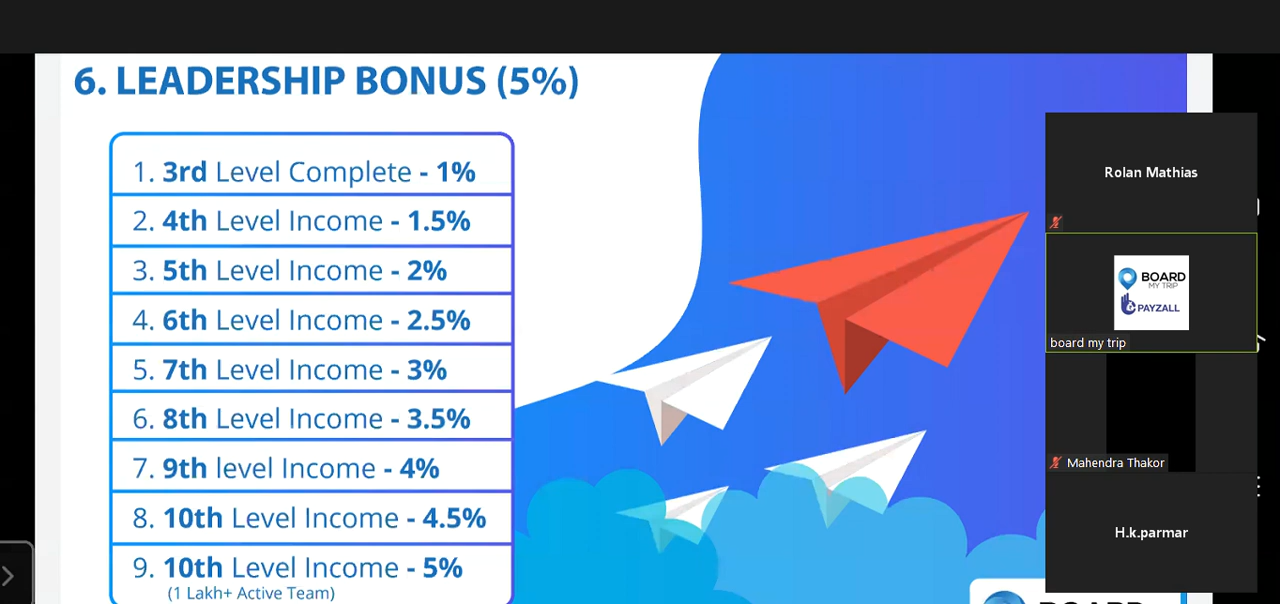 6. LEADERSHIP BONUS (5%)
1. 3rd Level Complete - 1%
2. 4th Level Income - 1.5%
3. 5th Level Income - 2%
4. 6th Level Income - 2.5%
5. 7th Level Income - 3%
6. 8th Level Income - 3.5%
7. 9th level Income - 4%
8. 10th Level Income - 4.5%
9. 10th Level Income - 5%
(1 Lakh+ Active Team)
Rolan Mathias
BOARD
MY TRIP
PAYZALL
board my trip
Mahendra Thakor
H.k.parmar
BOARD